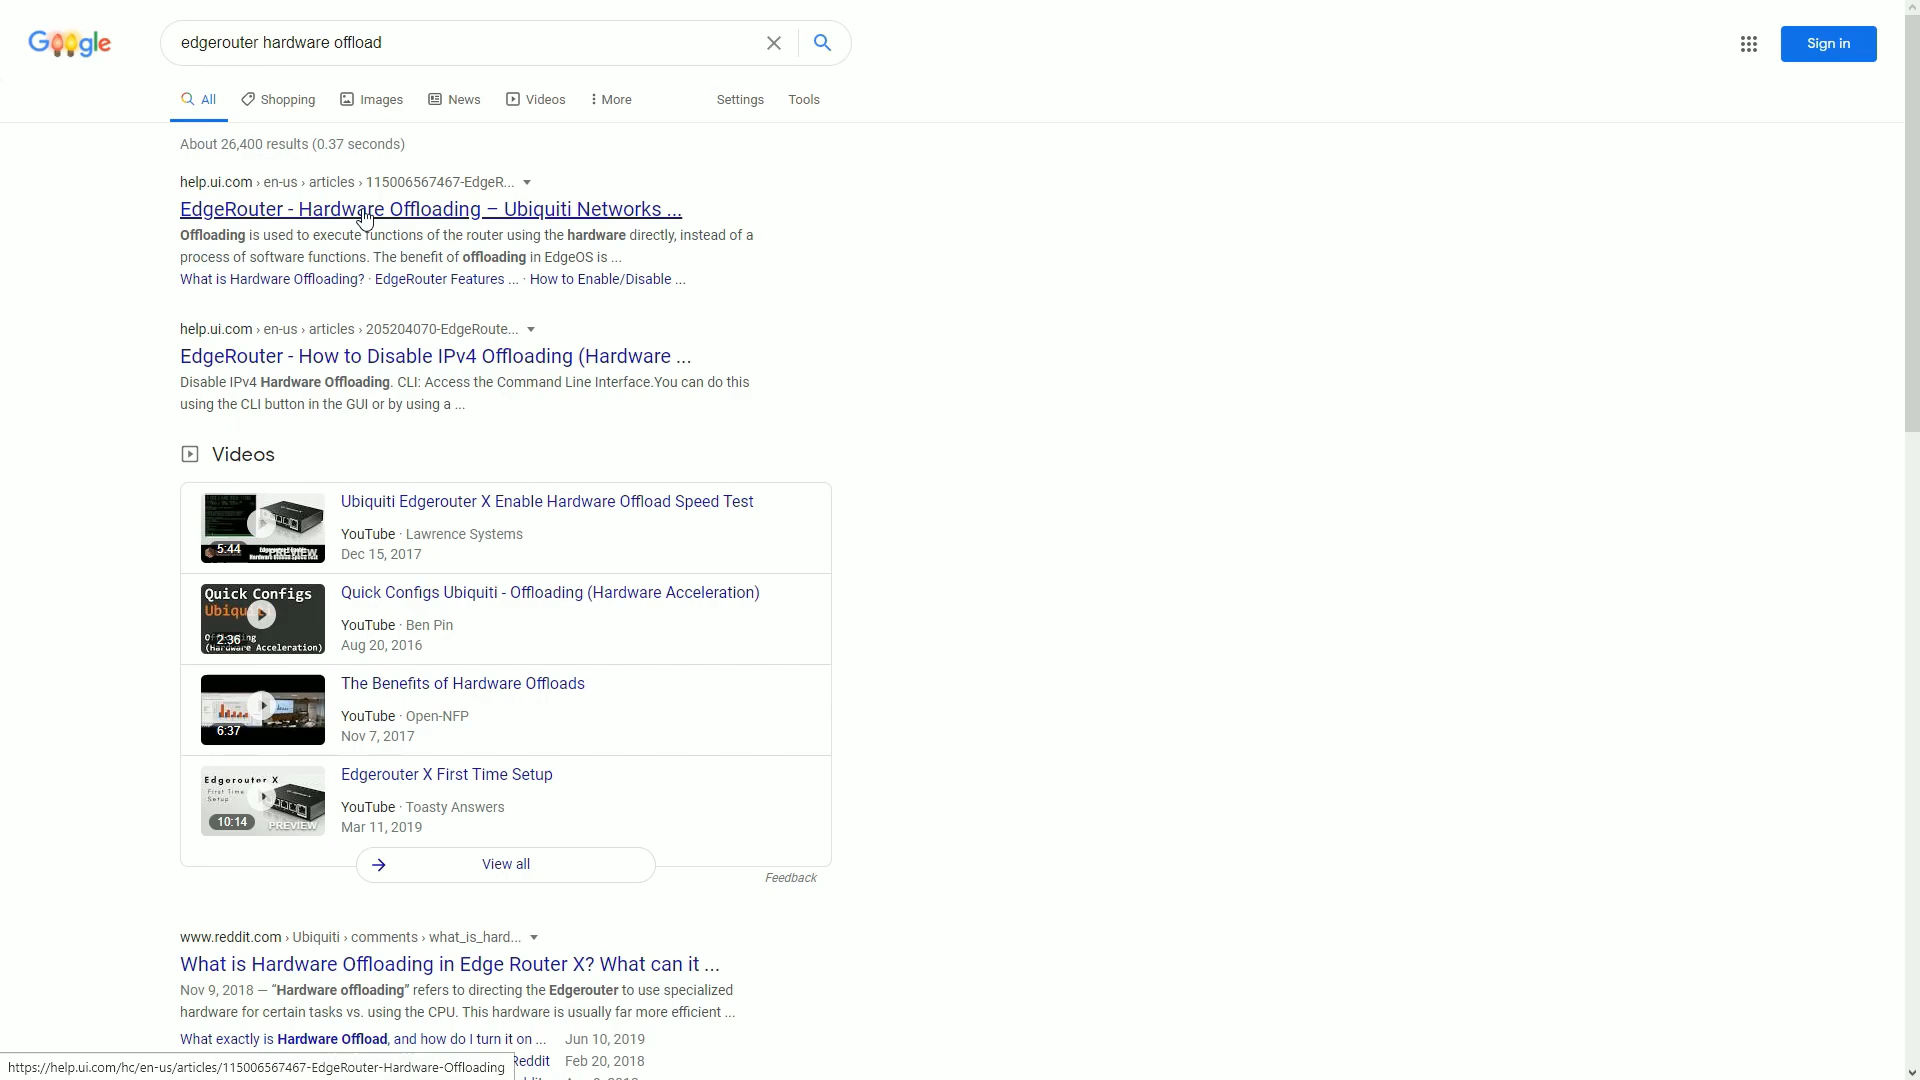 Google
edgerouter hardware offload
Sign in
All
Shopping
Images
News
Videos
More
Settings
Tools
About 26,400 results (0.37 seconds)
help.ui.com › en-us › articles › 115006567467-EdgeR...
EdgeRouter - Hardware Offloading – Ubiquiti Networks ...
Offloading is used to execute functions of the router using the hardware directly, instead of a
process of software functions. The benefit of offloading in EdgeOS is ...
What is Hardware Offloading? · EdgeRouter Features ... · How to Enable/Disable ...
help.ui.com › en-us › articles › 205204070-EdgeRoute...
EdgeRouter - How to Disable IPv4 Offloading (Hardware ...
Disable IPv4 Hardware Offloading. CLI: Access the Command Line Interface.You can do this
using the CLI button in the GUI or by using a ...
Videos
Ubiquiti Edgerouter X Enable Hardware Offload Speed Test
YouTube · Lawrence Systems
Dec 15, 2017
5:44
PREVIEW
Quick Configs Ubiquiti - Offloading (Hardware Acceleration)
YouTube · Ben Pin
Aug 20, 2016
Quick Configs
2:36
(Hardware Acceleration)
The Benefits of Hardware Offloads
YouTube · Open-NFP
Nov 7, 2017
6:37
Edgerouter X First Time Setup
YouTube · Toasty Answers
Mar 11, 2019
Edgerouter X
First Time
Setup
10:14
PREVIEW
View all
Feedback
www.reddit.com › Ubiquiti › comments › what_is_hard...
What is Hardware Offloading in Edge Router X? What can it ...
Nov 9, 2018 — “Hardware offloading” refers to directing the Edgerouter to use specialized
hardware for certain tasks vs. using the CPU. This hardware is usually far more efficient ...
What exactly is Hardware Offload, and how do I turn it on ... Jun 10, 2019
Reddit Feb 20, 2018
https://help.ui.com/hc/en-us/articles/115006567467-EdgeRouter-Hardware-Offloading